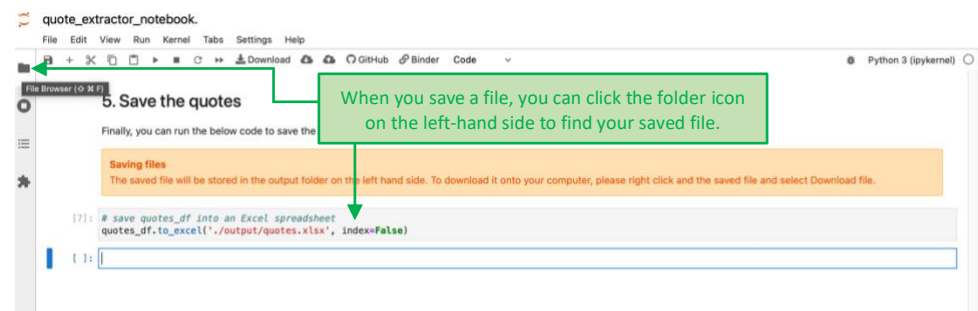 quote_extractor_notebook.
File Edit View Run Kernel Tabs Settings Help
Download GitHub Binder Code Python 3 (ipykernel)
File Browser (⇧ ⌘ F)
5. Save the quotes
When you save a file, you can click the folder icon
on the left-hand side to find your saved file.
Finally, you can run the below code to save the
Saving files
The saved file will be stored in the output folder on the left hand side. To download it onto your computer, please right click and the saved file and select Download file.
[7]: # save quotes_df into an Excel spreadsheet
quotes_df.to_excel('./output/quotes.xlsx', index=False)
[ ]: